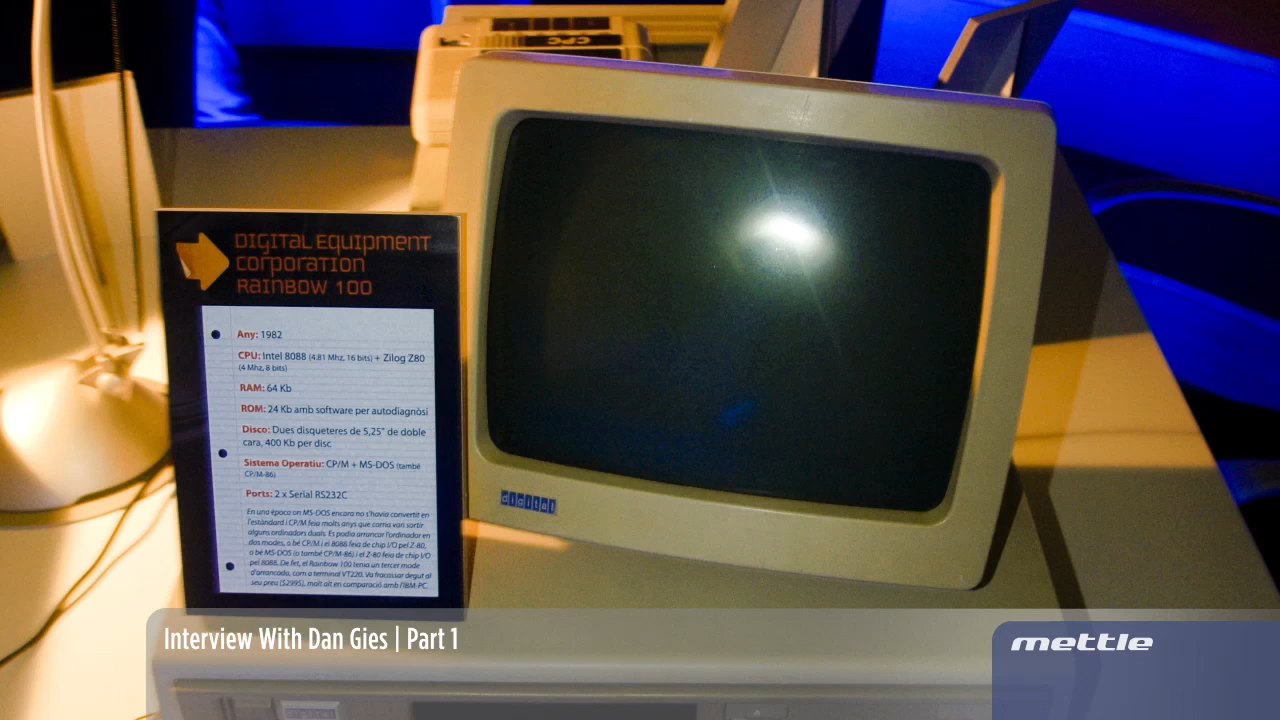 CPC
DIGITAL EQUIPMENT
CORPORATION
RAINBOW 100
Any: 1982
CPU: Intel 8088 (4.81 Mhz, 16 bits) + Zilog Z80
(4 Mhz, 8 bits)
RAM: 64 Kb
ROM: 24 Kb amb software per autodiagnòsi
Disco: Dues disqueteres de 5,25" de doble
cara, 400 Kb per disc
Sistema Operatiu: CP/M + MS-DOS (també
CP/M-86)
Ports: 2 x Serial RS232C
En una època on MS-DOS encara no s'havia convertit en
l'estàndard i CP/M feia molts anys que corria van sortir
alguns ordinadors duals. Es podia arrancar l'ordinador en
dos modes, o bé CP/M i el 8088 feia de chip I/O pel Z-80,
o bé MS-DOS (o també CP/M-86) i el Z-80 feia de chip I/O
pel 8088. De fet, el Rainbow 100 tenia un tercer mode
d'arrancada, com a terminal VT220. Va fracassar degut al
seu preu ($2995), molt alt en comparació amb l'IBM-PC.
digital
Interview With Dan Gies | Part 1
mettle